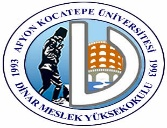 AFYON KOCATEPE ÜNİVERSİTESİ
1993
1993
DİNAR MESLEK YÜKSEKOKULU